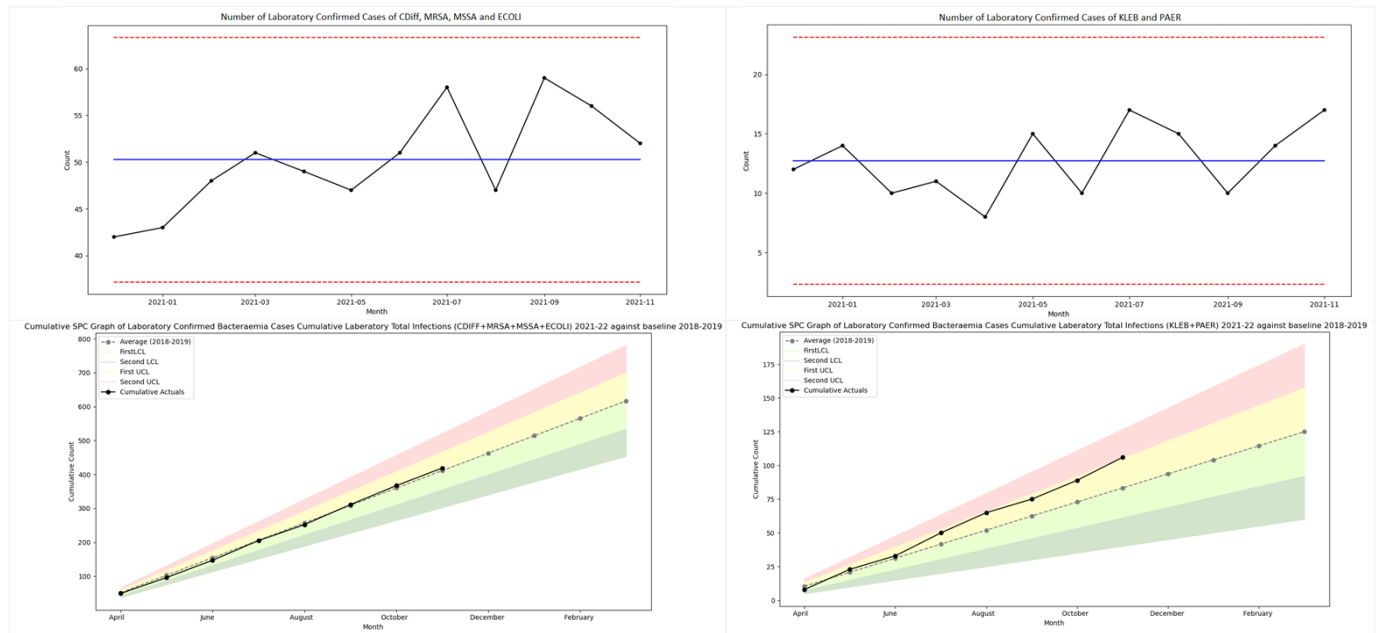 Number of Laboratory Confirmed Cases of CDiff, MRSA, MSSA and ECOLI
60
55
50
45
40
Count
2021-01 2021-03 2021-05 2021-07 2021-09 2021-11
Month
Number of Laboratory Confirmed Cases of KLEB and PAER
20
15
10
5
Count
2021-01 2021-03 2021-05 2021-07 2021-09 2021-11
Month
Cumulative SPC Graph of Laboratory Confirmed Bacteraemia Cases Cumulative Laberatory Total Infections (CDIFF+MRSA+MSSA+ECOLI) 2021-22 against baseline 2018-2019
Average (2018-2019)
FirstLCL
Second LCL
First UCL
Second UCL
Cumulative Actuals
800
700
600
500
400
300
200
100
Cumulative Count
April June August October December February
Month
Cumulative SPC Graph of Laboratory Confirmed Bacteraemia Cases Cumulative Laberatory Total Infections (KLEB+PAER) 2021-22 against baseline 2018-2019
Average (2018-2019)
FirstLCL
Second LCL
First UCL
Second UCL
Cumulative Actuals
175
150
125
100
75
50
25
0
Cumulative Count
April June August October December February
Month